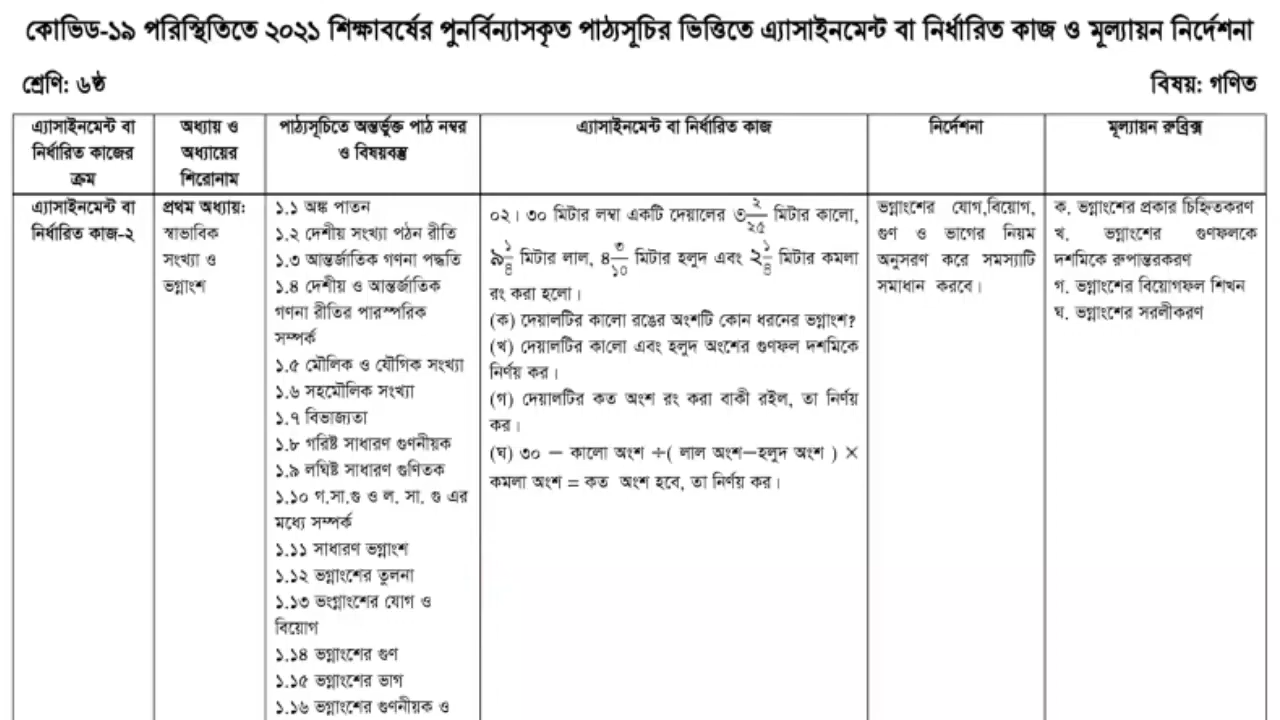 কোভিড-১৯ পরিস্থিতিতে ২০২১ শিক্ষাবর্ষের পুনর্বিন্যাসকৃত পাঠ্যসূচির ভিত্তিতে এ্যাসাইনমেন্ট বা নির্ধারিত কাজ ও মূল্যায়ন নির্দেশনা
শ্রেণি: ৬ষ্ঠ
বিষয়: গণিত
এ্যাসাইনমেন্ট বা
নির্ধারিত কাজের
ক্রম
অধ্যায় ও
অধ্যায়ের
শিরোনাম
পাঠ্যসূচিতে অন্তর্ভুক্ত পাঠ নম্বর
ও বিষয়বস্তু
এ্যাসাইনমেন্ট বা নির্ধারিত কাজ
নির্দেশনা
মূল্যায়ন রুব্রিক্স
এ্যাসাইনমেন্ট বা
নির্ধারিত কাজ-২
প্রথম অধ্যায়:
স্বাভাবিক
সংখ্যা ও
ভগ্নাংশ
১.১ অঙ্ক পাতন
১.২ দেশীয় সংখ্যা পঠন রীতি
১.৩ আন্তর্জাতিক গণনা পদ্ধতি
১.৪ দেশীয় ও আন্তর্জাতিক
গণনা রীতির পারস্পরিক
সম্পর্ক
১.৫ মৌলিক ও যৌগিক সংখ্যা
১.৬ সহমৌলিক সংখ্যা
১.৭ বিভাজ্যতা
১.৮ গরিষ্ট সাধারণ গুণনীয়ক
১.৯ লঘিষ্ট সাধারণ গুণিতক
১.১০ গ.সা.গু ও ল. সা. গু এর
মধ্যে সম্পর্ক
১.১১ সাধারণ ভগ্নাংশ
১.১২ ভগ্নাংশের তুলনা
১.১৩ ভংগ্নাংশের যোগ ও
বিয়োগ
১.১৪ ভগ্নাংশের গুণ
১.১৫ ভগ্নাংশের ভাগ
১.১৬ ভগ্নাংশের গুণনীয়ক ও
০২। ৩০ মিটার লম্বা একটি দেয়ালের ৩ ২/২৫ মিটার কালো,
৯ ১/৪ মিটার লাল, ৪ ৩/১০ মিটার হলুদ এবং ২ ১/৪ মিটার কমলা
রং করা হলো।
(ক) দেয়ালটির কালো রঙের অংশটি কোন ধরনের ভগ্নাংশ?
(খ) দেয়ালটির কালো এবং হলুদ অংশের গুণফল দশমিকে
নির্ণয় কর।
(গ) দেয়ালটির কত অংশ রং করা বাকী রইল, তা নির্ণয়
কর।
(ঘ) ৩০ − কালো অংশ ÷( লাল অংশ−হলুদ অংশ ) ×
কমলা অংশ = কত অংশ হবে, তা নির্ণয় কর।
ভগ্নাংশের যোগ,বিয়োগ,
গুণ ও ভাগের নিয়ম
অনুসরণ করে সমস্যাটি
সমাধান করবে।
ক. ভগ্নাংশের প্রকার চিহ্নিতকরণ
খ. ভগ্নাংশের গুণফলকে
দশমিকে রুপান্তরকরণ
গ. ভগ্নাংশের বিয়োগফল শিখন
ঘ. ভগ্নাংশের সরলীকরণ